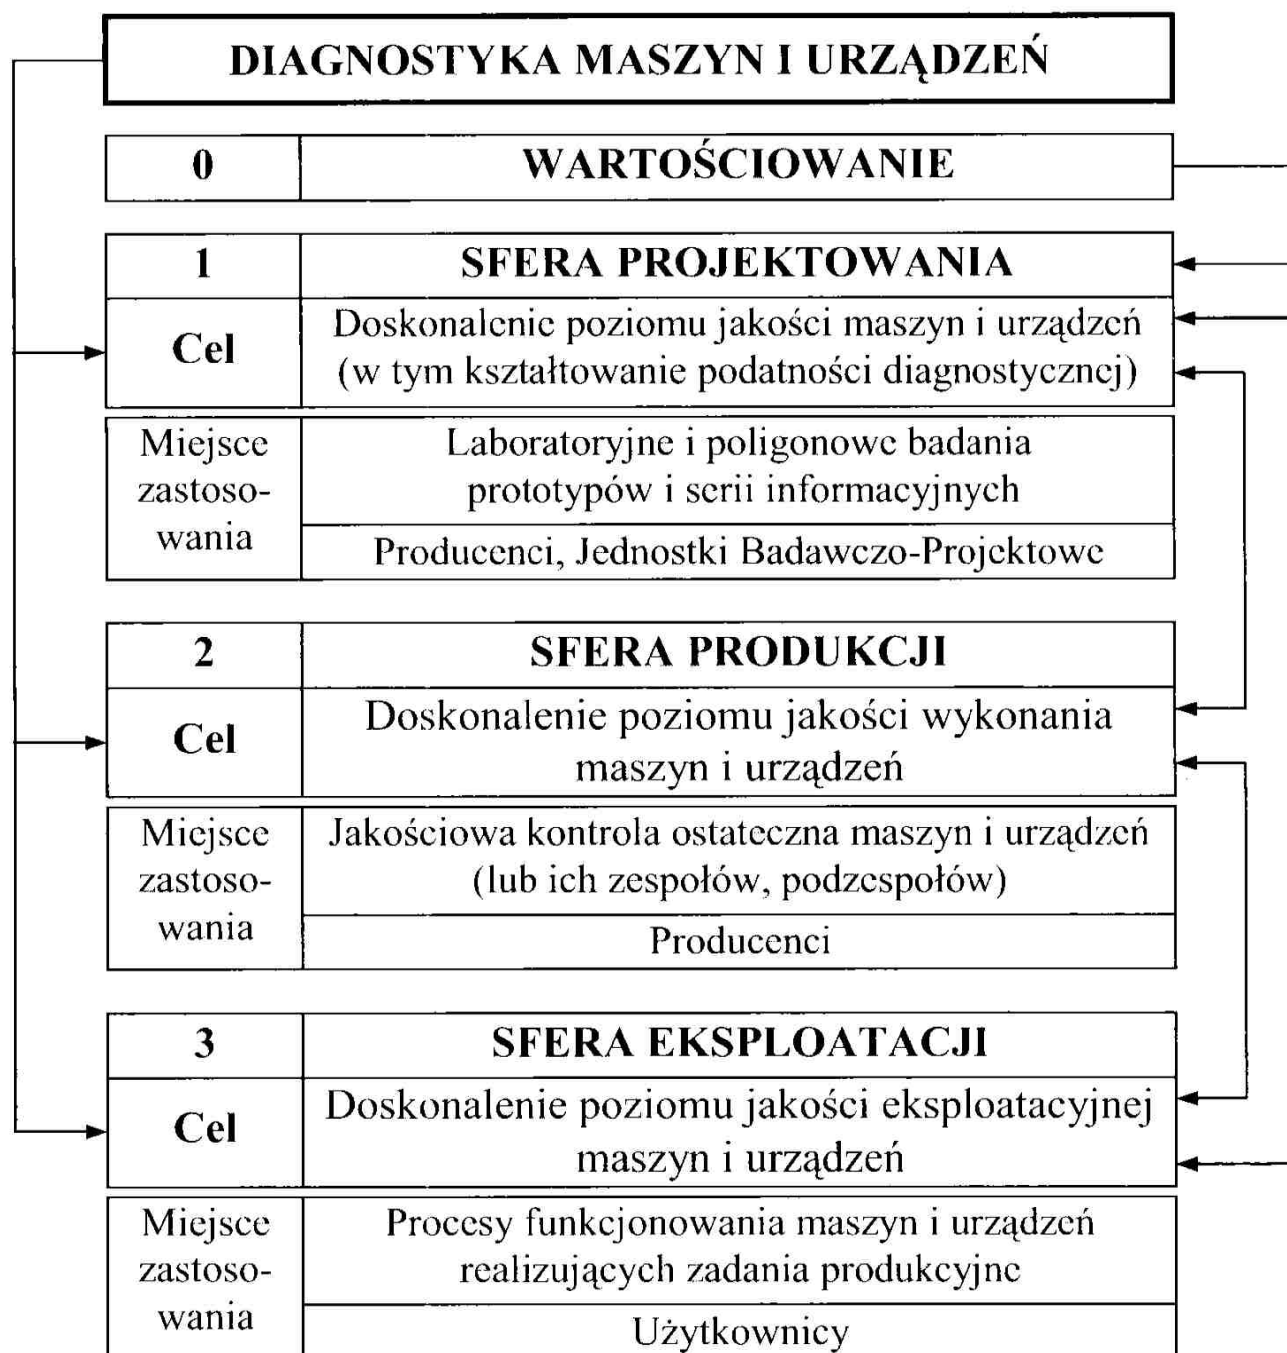 DIAGNOSTYKA MASZYN I URZĄDZEŃ
0 WARTOŚCIOWANIE
1 SFERA PROJEKTOWANIA
Cel
Doskonalenie poziomu jakości maszyn i urządzeń
(w tym kształtowanie podatności diagnostycznej)
Miejsce
zastoso-
wania
Laboratoryjne i poligonowe badania
prototypów i serii informacyjnych
Producenci, Jednostki Badawczo-Projektowe
2 SFERA PRODUKCJI
Cel
Doskonalenie poziomu jakości wykonania
maszyn i urządzeń
Miejsce
zastoso-
wania
Jakościowa kontrola ostateczna maszyn i urządzeń
(lub ich zespołów, podzespołów)
Producenci
3 SFERA EKSPLOATACJI
Cel
Doskonalenie poziomu jakości eksploatacyjnej
maszyn i urządzeń
Miejsce
zastoso-
wania
Procesy funkcjonowania maszyn i urządzeń
realizujących zadania produkcyjne
Użytkownicy